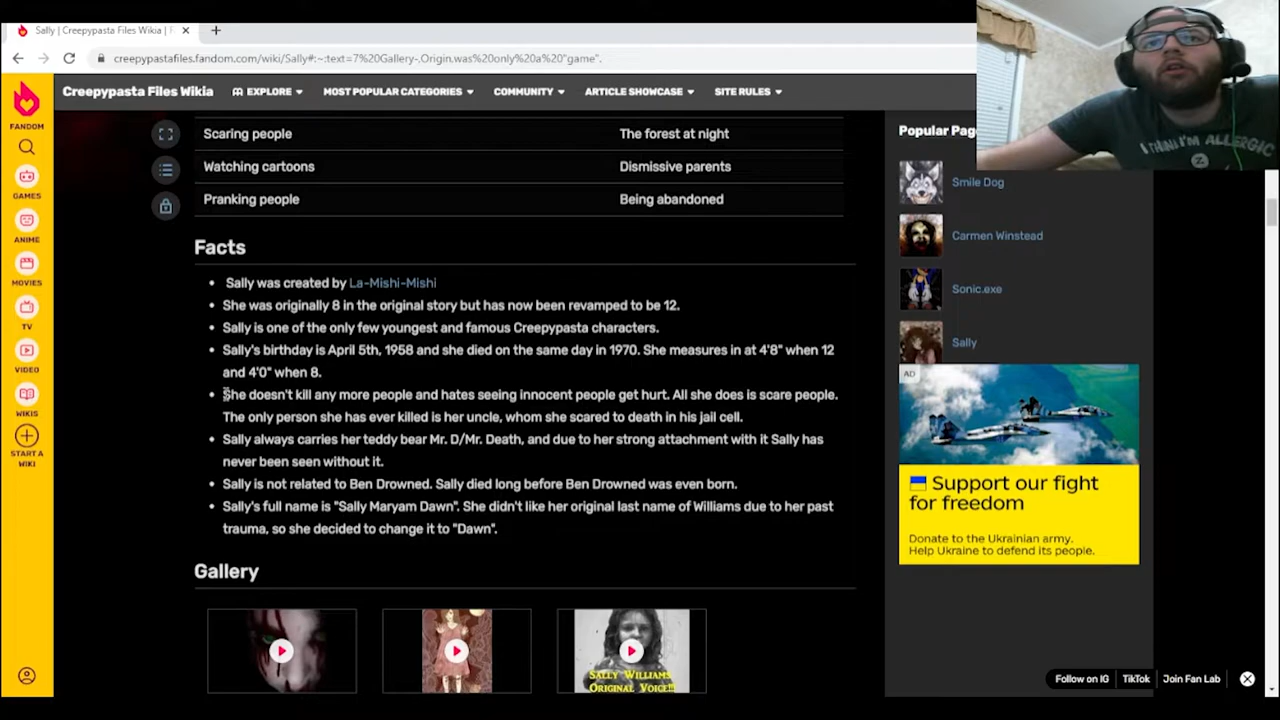 Sally | Creepypasta Files Wikia |
creepypastafiles.fandom.com/wiki/Sally#:~:text=7%20Gallery-,Origin,was%20only%20a%20"game".
FANDOM
GAMES
ANIME
MOVIES
TV
VIDEO
WIKIS
START A
WIKI
Creepypasta Files Wikia
EXPLORE
MOST POPULAR CATEGORIES
COMMUNITY
ARTICLE SHOWCASE
SITE RULES
Scaring people The forest at night
Watching cartoons Dismissive parents
Pranking people Being abandoned
Facts
Sally was created by La-Mishi-Mishi
She was originally 8 in the original story but has now been revamped to be 12.
Sally is one of the only few youngest and famous Creepypasta characters.
Sally's birthday is April 5th, 1958 and she died on the same day in 1970. She measures in at 4'8" when 12
and 4'0" when 8.
She doesn't kill any more people and hates seeing innocent people get hurt. All she does is scare people.
The only person she has ever killed is her uncle, whom she scared to death in his jail cell.
Sally always carries her teddy bear Mr. D/Mr. Death, and due to her strong attachment with it Sally has
never been seen without it.
Sally is not related to Ben Drowned. Sally died long before Ben Drowned was even born.
Sally's full name is "Sally Maryam Dawn". She didn't like her original last name of Williams due to her past
trauma, so she decided to change it to "Dawn".
Gallery
SALLY WILLIAMS
ORIGINAL VOICE!!
Popular Pag
Smile Dog
Carmen Winstead
Sonic.exe
Sally
AD
Support our fight
for freedom
Donate to the Ukrainian army.
Help Ukraine to defend its people.
Follow on IG
TikTok
Join Fan Lab
I THINK I'M ALLERGIC